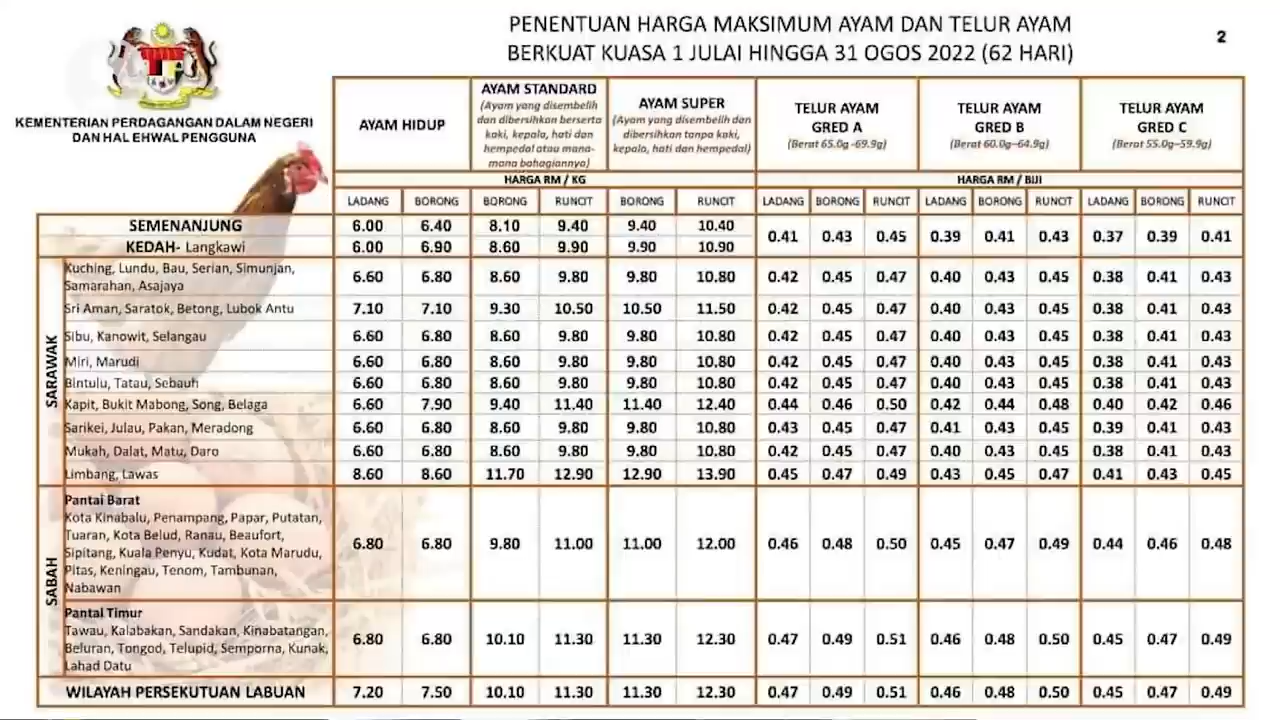 PENENTUAN HARGA MAKSIMUM AYAM DAN TELUR AYAM
BERKUAT KUASA 1 JULAI HINGGA 31 OGOS 2022 (62 HARI)
2
KEMENTERIAN PERDAGANGAN DALAM NEGERI
DAN HAL EHWAL PENGGUNA
AYAM HIDUP
AYAM STANDARD
(Ayam yang disembelih
dan dibersihkan berserta
kaki, kepala, hati dan
hempedal atau mana-
mana bahagiannya)
AYAM SUPER
(Ayam yang disembelih dan
dibersihkan tanpa kaki,
kepala, hati dan hempedal)
TELUR AYAM
GRED A
(Berat 65.0g -69.9g)
TELUR AYAM
GRED B
(Berat 60.0g–64.9g)
TELUR AYAM
GRED C
(Berat 55.0g–59.9g)
HARGA RM / KG HARGA RM / BIJI
LADANG BORONG BORONG RUNCIT BORONG RUNCIT LADANG BORONG RUNCIT LADANG BORONG RUNCIT LADANG BORONG RUNCIT
SEMENANJUNG 6.00 6.40 8.10 9.40 9.40 10.40
0.41 0.43 0.45 0.39 0.41 0.43 0.37 0.39 0.41
KEDAH- Langkawi 6.00 6.90 8.60 9.90 9.90 10.90
SARAWAK
Kuching, Lundu, Bau, Serian, Simunjan,
Samarahan, Asajaya
6.60 6.80 8.60 9.80 9.80 10.80 0.42 0.45 0.47 0.40 0.43 0.45 0.38 0.41 0.43
Sri Aman, Saratok, Betong, Lubok Antu 7.10 7.10 9.30 10.50 10.50 11.50 0.42 0.45 0.47 0.40 0.43 0.45 0.38 0.41 0.43
Sibu, Kanowit, Selangau 6.60 6.80 8.60 9.80 9.80 10.80 0.42 0.45 0.47 0.40 0.43 0.45 0.38 0.41 0.43
Miri, Marudi 6.60 6.80 8.60 9.80 9.80 10.80 0.42 0.45 0.47 0.40 0.43 0.45 0.38 0.41 0.43
Bintulu, Tatau, Sebauh 6.60 6.80 8.60 9.80 9.80 10.80 0.42 0.45 0.47 0.40 0.43 0.45 0.38 0.41 0.43
Kapit, Bukit Mabong, Song, Belaga 6.60 7.90 9.40 11.40 11.40 12.40 0.44 0.46 0.50 0.42 0.44 0.48 0.40 0.42 0.46
Sarikei, Julau, Pakan, Meradong 6.60 6.80 8.60 9.80 9.80 10.80 0.43 0.45 0.47 0.41 0.43 0.45 0.39 0.41 0.43
Mukah, Dalat, Matu, Daro 6.60 6.80 8.60 9.80 9.80 10.80 0.42 0.45 0.47 0.40 0.43 0.45 0.38 0.41 0.43
Limbang, Lawas 8.60 8.60 11.70 12.90 12.90 13.90 0.45 0.47 0.49 0.43 0.45 0.47 0.41 0.43 0.45
SABAH
Pantai Barat
Kota Kinabalu, Penampang, Papar, Putatan,
Tuaran, Kota Belud, Ranau, Beaufort,
Sipitang, Kuala Penyu, Kudat, Kota Marudu,
Pitas, Keningau, Tenom, Tambunan,
Nabawan
6.80 6.80 9.80 11.00 11.00 12.00 0.46 0.48 0.50 0.45 0.47 0.49 0.44 0.46 0.48
Pantai Timur
Tawau, Kalabakan, Sandakan, Kinabatangan,
Beluran, Tongod, Telupid, Semporna, Kunak,
Lahad Datu
6.80 6.80 10.10 11.30 11.30 12.30 0.47 0.49 0.51 0.46 0.48 0.50 0.45 0.47 0.49
WILAYAH PERSEKUTUAN LABUAN 7.20 7.50 10.10 11.30 11.30 12.30 0.47 0.49 0.51 0.46 0.48 0.50 0.45 0.47 0.49